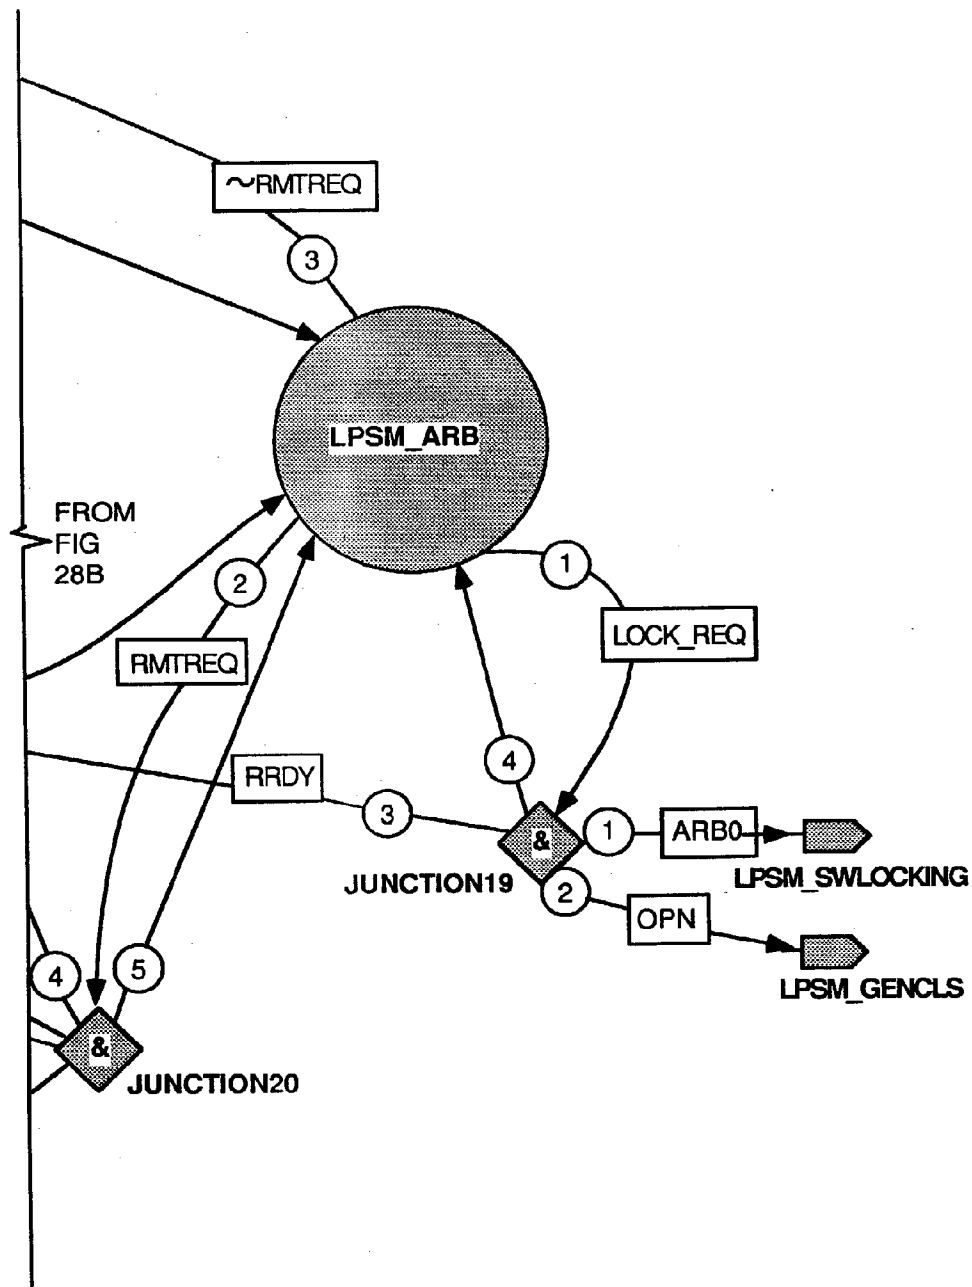 ~RMTREQ
3
LPSM_ARB
FROM
FIG
28B
1
2
LOCK_REQ
RMTREQ
4
RRDY
3
&
1
ARB0
JUNCTION19
LPSM_SWLOCKING
2
OPN
4
5
LPSM_GENCLS
&
JUNCTION20